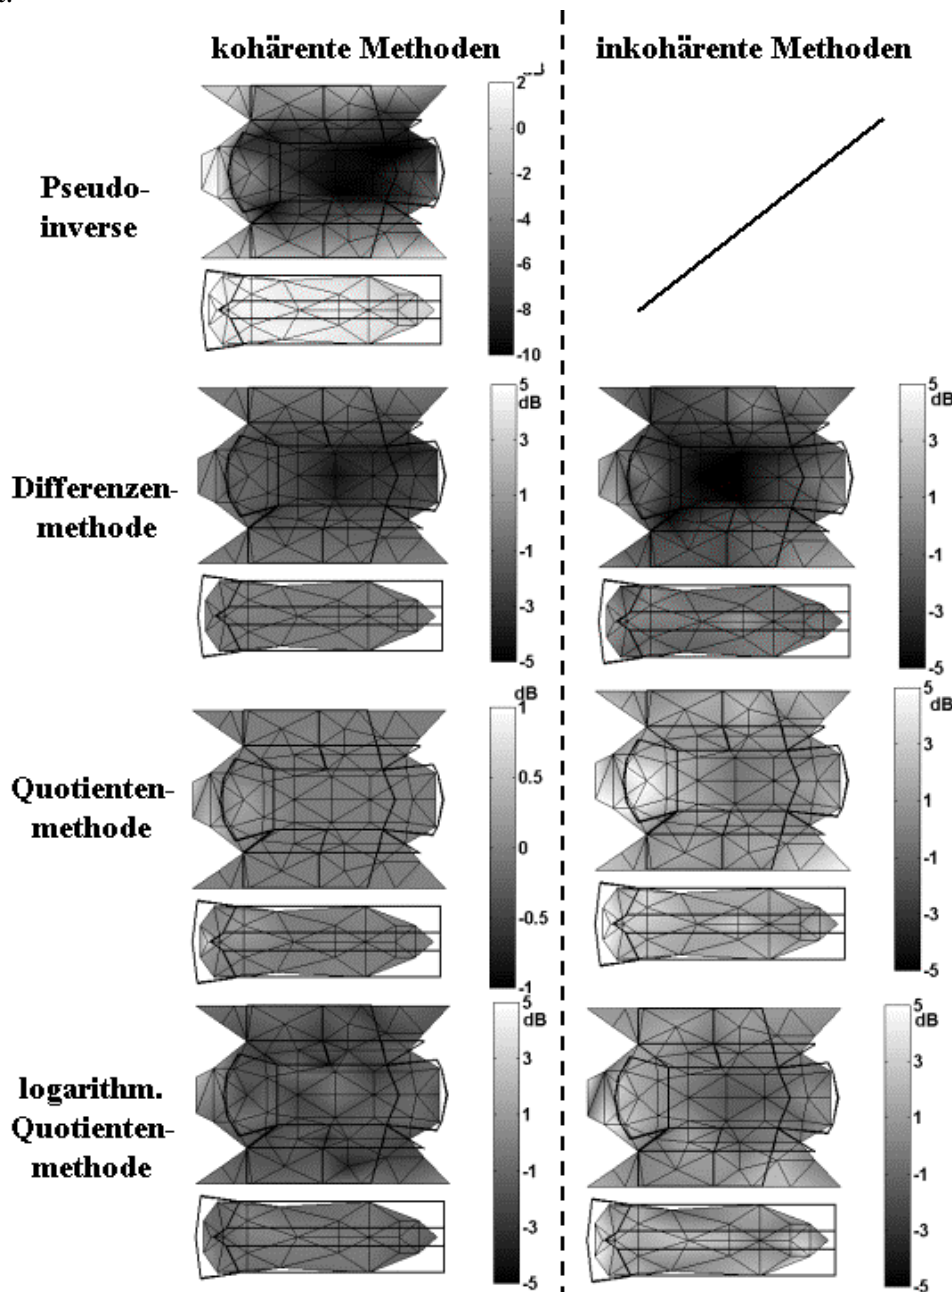 kohärente Methoden
inkohärente Methoden
Pseudo-
inverse
2
0
-2
-4
-6
-8
-10
Differenzen-
methode
5
dB
3
1
-1
-3
-5
5
dB
3
1
-1
-3
-5
Quotienten-
methode
dB
1
0.5
0
-0.5
-1
5
dB
3
1
-1
-3
-5
logarithm.
Quotienten-
methode
5
dB
3
1
-1
-3
-5
5
dB
3
1
-1
-3
-5